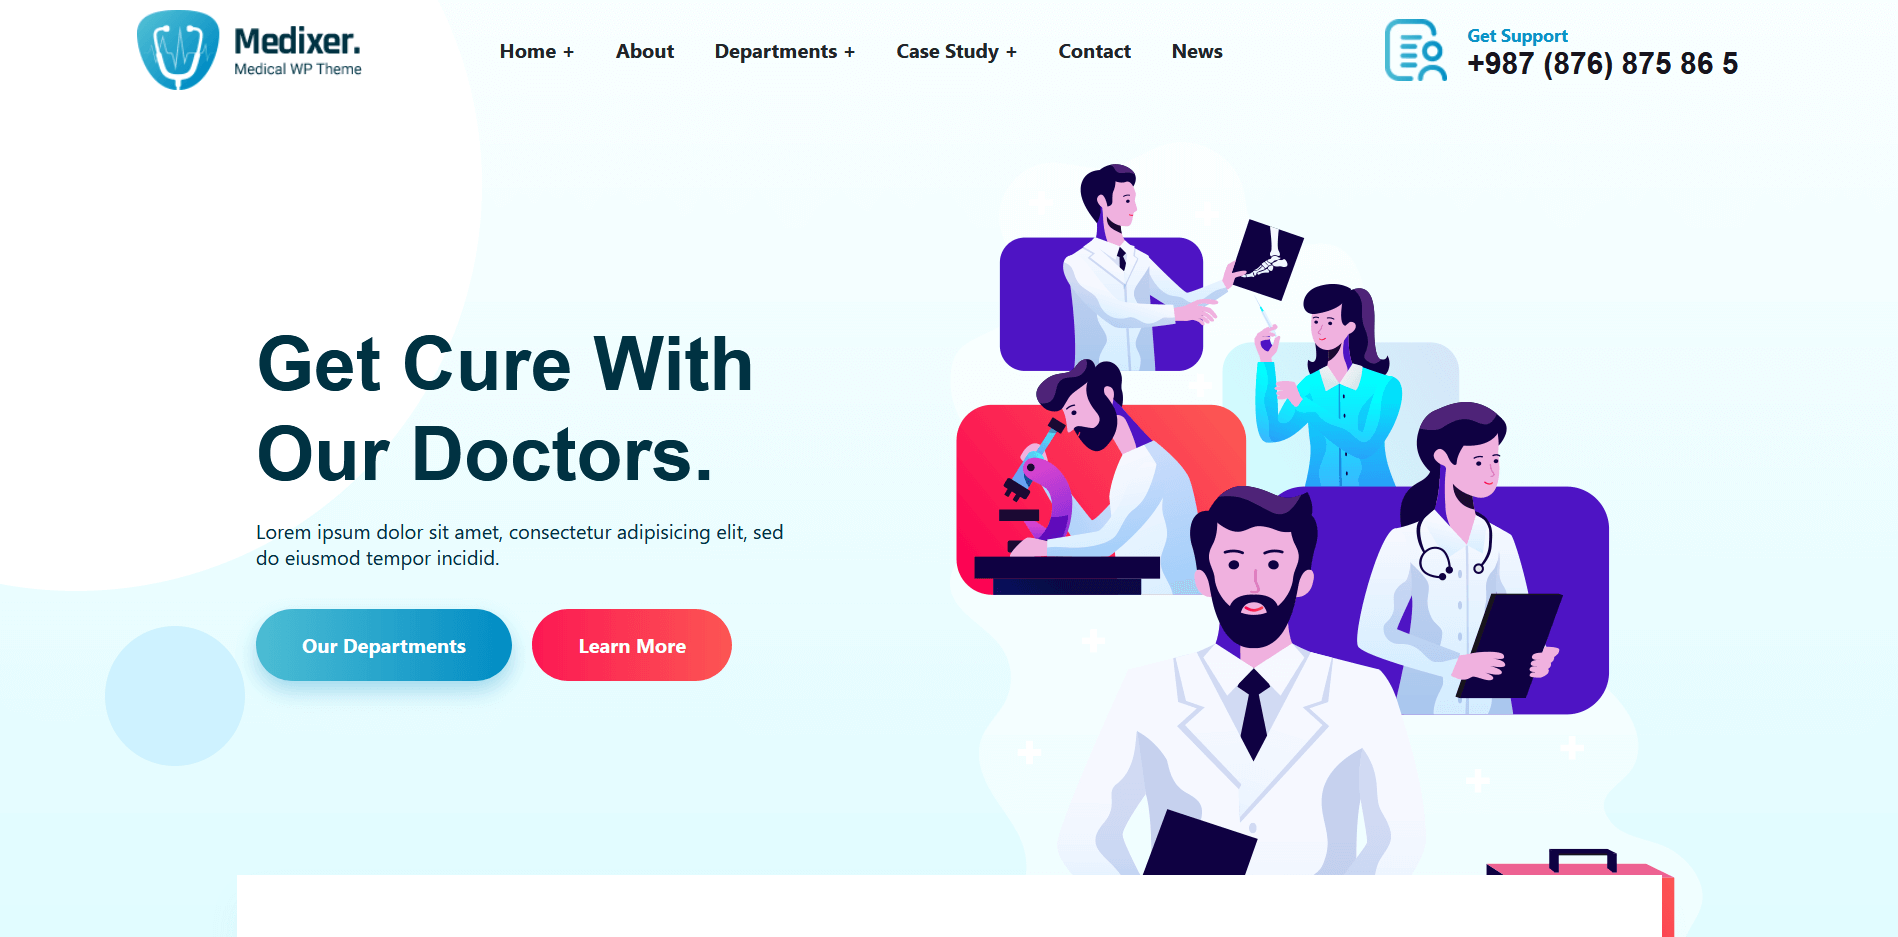 Medixer.
Medical WP Theme
Home +
About
Departments +
Case Study +
Contact
News
Get Support
+987 (876) 875 86 5
Get Cure With
Our Doctors.
Lorem ipsum dolor sit amet, consectetur adipisicing elit, sed
do eiusmod tempor incidid.
Our Departments
Learn More